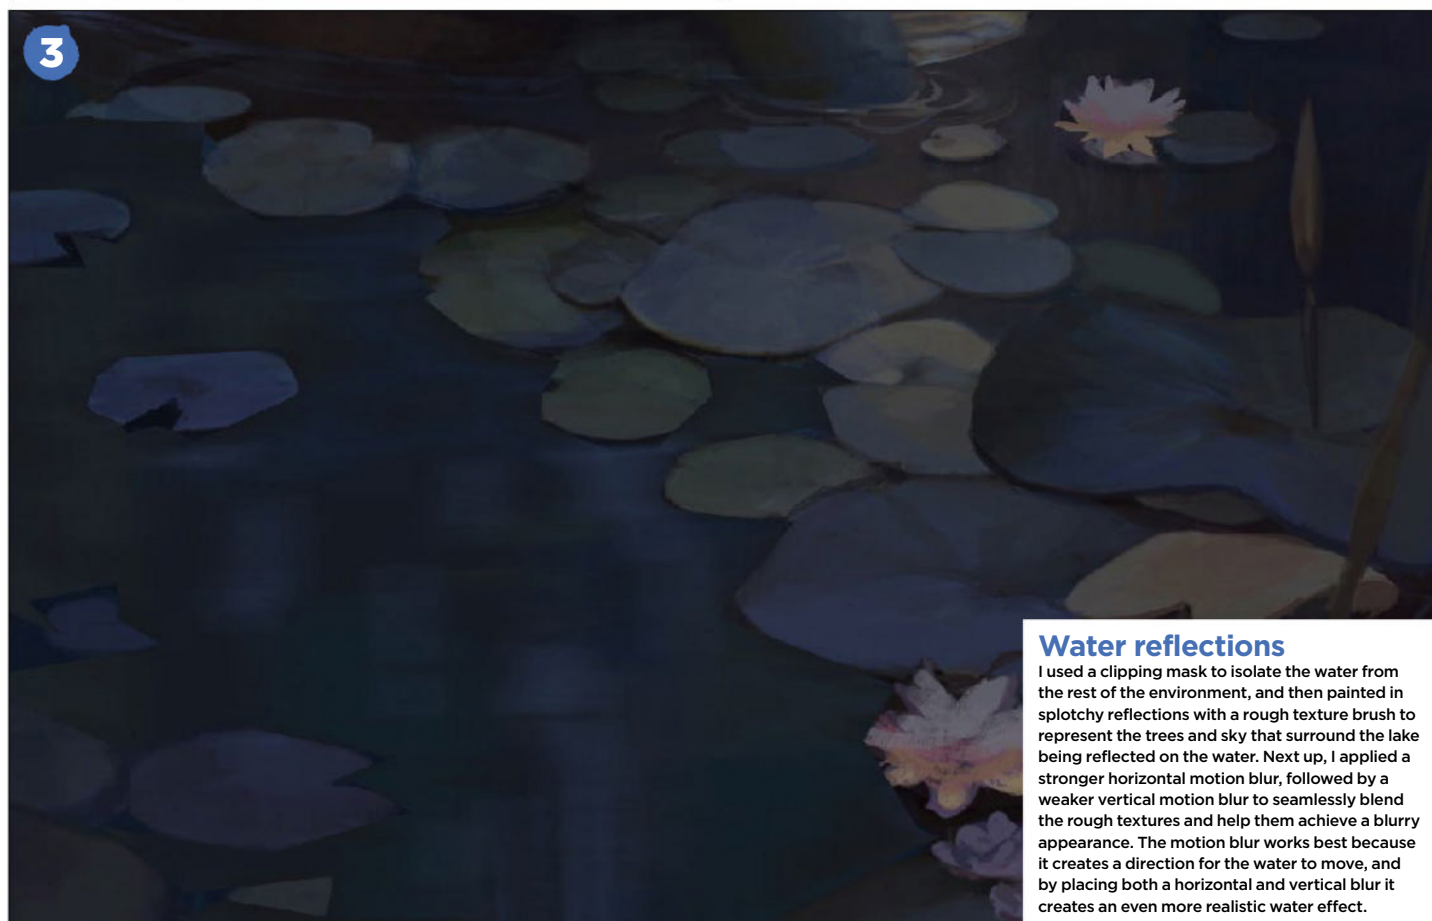 3
Water reflections
I used a clipping mask to isolate the water from
the rest of the environment, and then painted in
splotchy reflections with a rough texture brush to
represent the trees and sky that surround the lake
being reflected on the water. Next up, I applied a
stronger horizontal motion blur, followed by a
weaker vertical motion blur to seamlessly blend
the rough textures and help them achieve a blurry
appearance. The motion blur works best because
it creates a direction for the water to move, and
by placing both a horizontal and vertical blur it
creates an even more realistic water effect.